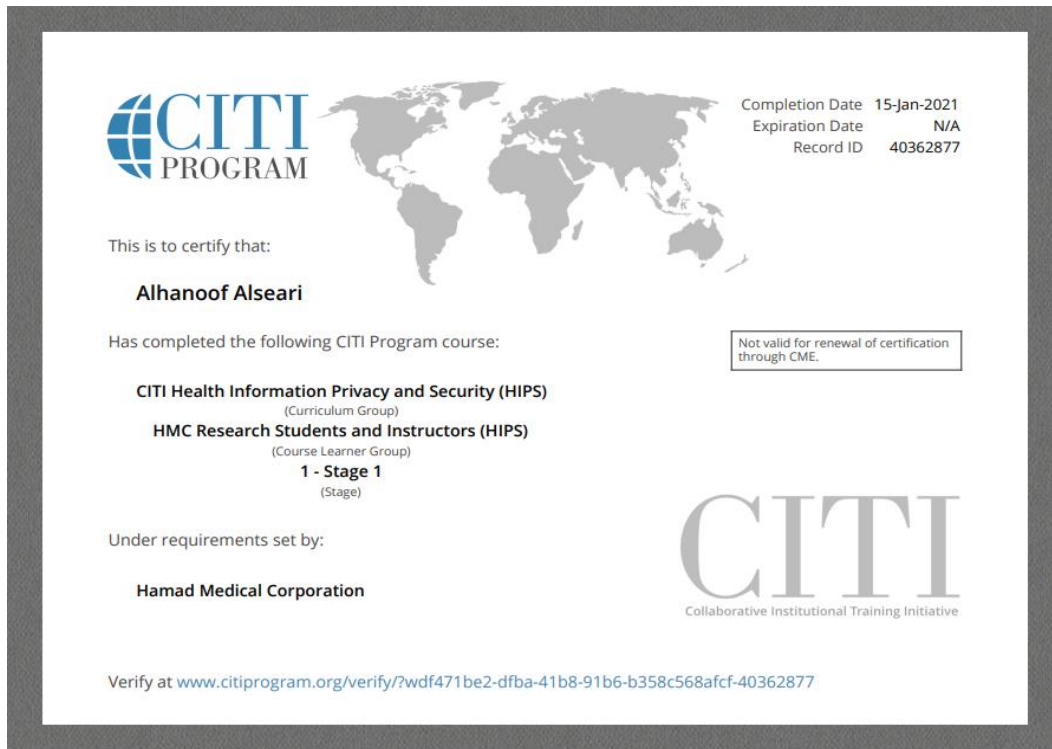 CITI
PROGRAM
Completion Date 15-Jan-2021
Expiration Date N/A
Record ID 40362877
This is to certify that:
Alhanoof Alseari
Has completed the following CITI Program course:
Not valid for renewal of certification
through CME.
CITI Health Information Privacy and Security (HIPS)
(Curriculum Group)
HMC Research Students and Instructors (HIPS)
(Course Learner Group)
1 - Stage 1
(Stage)
Under requirements set by:
Hamad Medical Corporation
CITI
Collaborative Institutional Training Initiative
Verify at www.citiprogram.org/verify/?wdf471be2-dfba-41b8-91b6-b358c568afcf-40362877